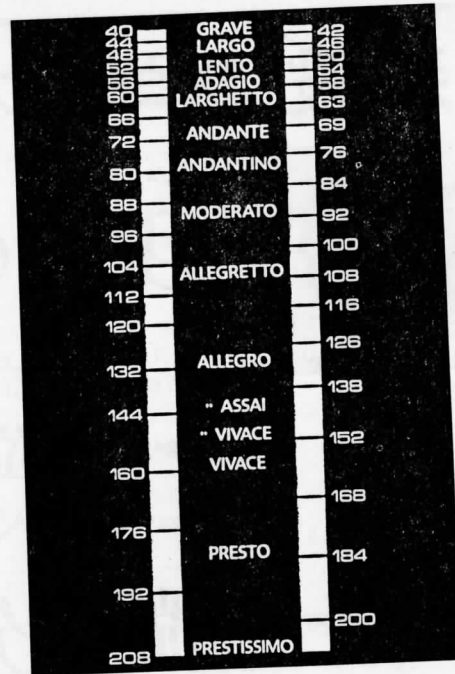 40 GRAVE 42
44 LARGO 46
48 50
52 LENTO 54
56 ADAGIO 58
60 LARGHETTO 63
66 69
72 ANDANTE 76
80 ANDANTINO 84
88 MODERATO 92
96 100
104 ALLEGRETTO 108
112 116
120 126
132 ALLEGRO 138
144 " ASSAI
" VIVACE 152
160 VIVACE 168
176 PRESTO 184
192 200
208 PRESTISSIMO